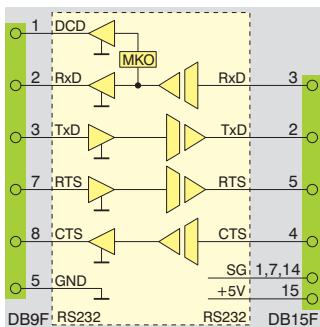 1 DCD
MKO
2 RxD RxD 3
3 TxD TxD 2
7 RTS RTS 5
8 CTS CTS 4
SG 1,7,14
5 GND
+5V 15
DB9F RS232 RS232 DB15F